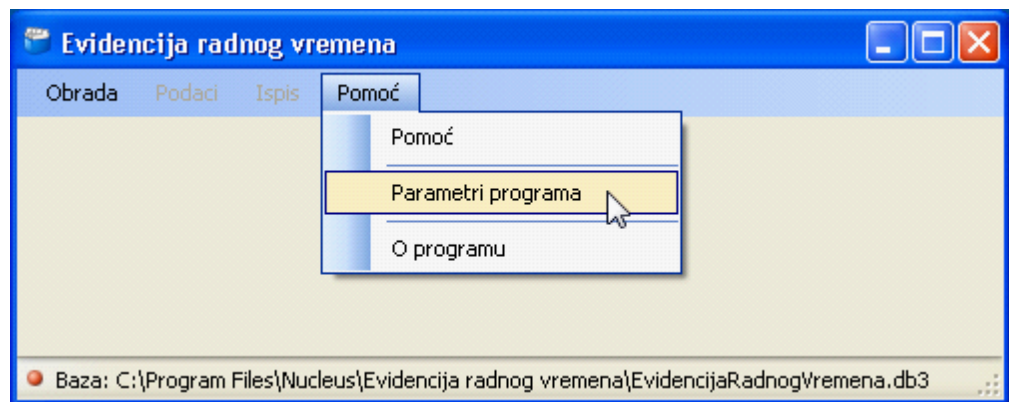 Evidencija radnog vremena
Obrada Podaci Ispis Pomoć
Pomoć
Parametri programa
O programu
Baza: C:\Program Files\Nucleus\Evidencija radnog vremena\EvidencijaRadnogVremena.db3